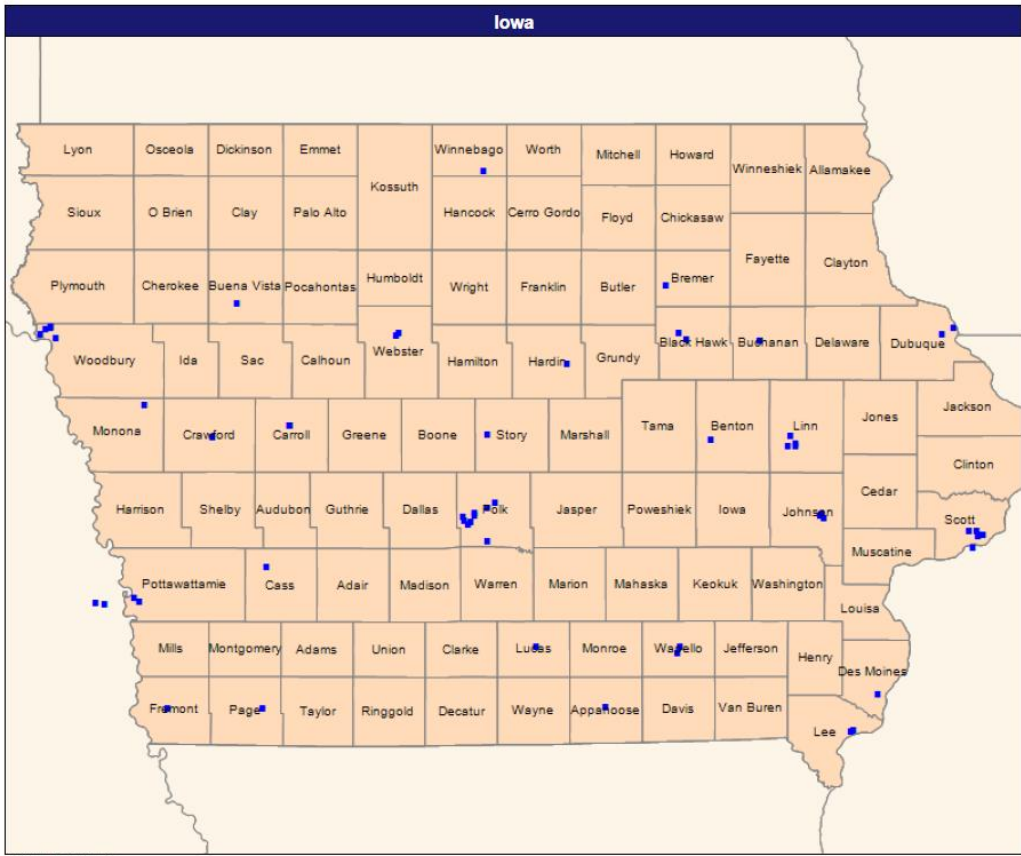 Iowa
Lyon
Osceola
Dickinson
Emmet
Winnebago
Worth
Mitchell
Howard
Winneshiek
Allamakee
Kossuth
Sioux
O Brien
Clay
Palo Alto
Hancock
Cerro Gordo
Floyd
Chickasaw
Fayette
Clayton
Plymouth
Cherokee
Buena Vista
Pocahontas
Humboldt
Wright
Franklin
Butler
Bremer
Woodbury
Ida
Sac
Calhoun
Webster
Hamilton
Hardin
Grundy
Black Hawk
Buchanan
Delaware
Dubuque
Jackson
Monona
Crawford
Carroll
Greene
Boone
Story
Marshall
Tama
Benton
Linn
Jones
Clinton
Cedar
Harrison
Shelby
Audubon
Guthrie
Dallas
Polk
Jasper
Poweshiek
Iowa
Johnson
Scott
Muscatine
Pottawattamie
Cass
Adair
Madison
Warren
Marion
Mahaska
Keokuk
Washington
Louisa
Mills
Montgomery
Adams
Union
Clarke
Lucas
Monroe
Wapello
Jefferson
Henry
Des Moines
Fremont
Page
Taylor
Ringgold
Decatur
Wayne
Appanoose
Davis
Van Buren
Lee